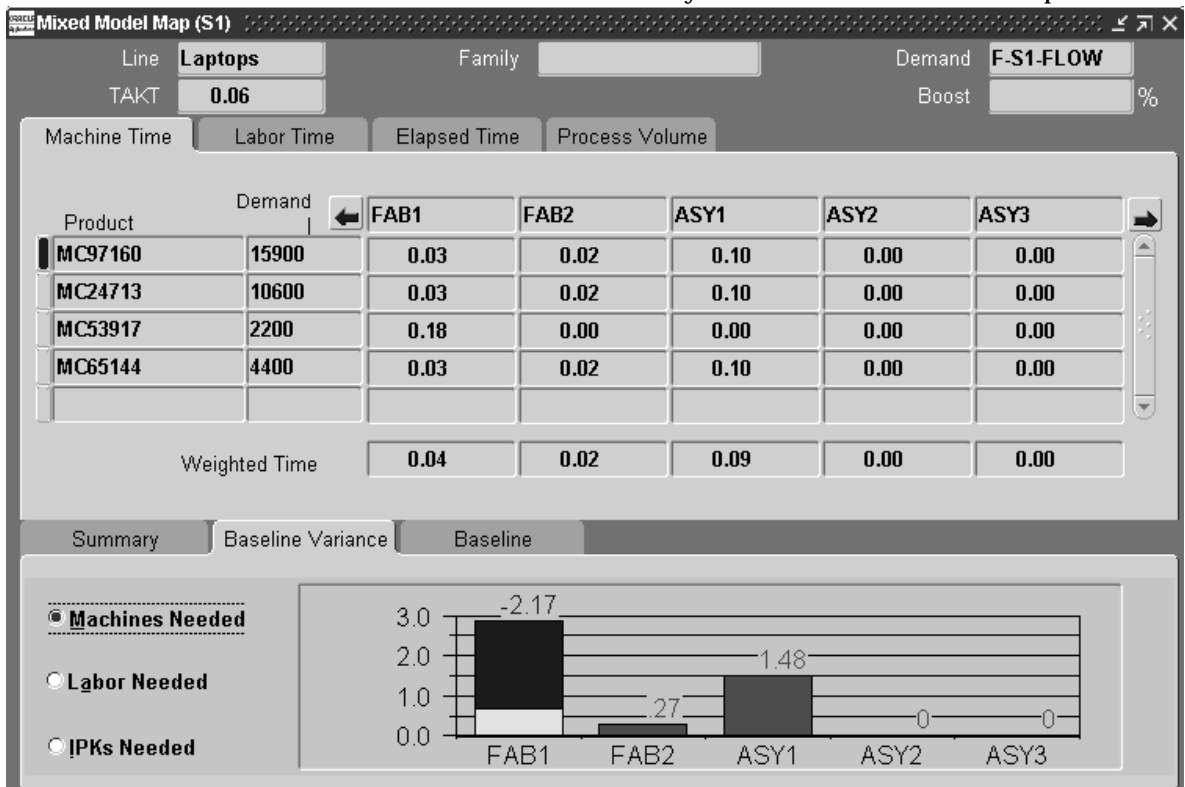 Mixed Model Map (S1)
Line Laptops Family Demand F-S1-FLOW
TAKT 0.06 Boost %
Machine Time Labor Time Elapsed Time Process Volume
Product Demand FAB1 FAB2 ASY1 ASY2 ASY3
MC97160 15900 0.03 0.02 0.10 0.00 0.00
MC24713 10600 0.03 0.02 0.10 0.00 0.00
MC53917 2200 0.18 0.00 0.00 0.00 0.00
MC65144 4400 0.03 0.02 0.10 0.00 0.00
Weighted Time 0.04 0.02 0.09 0.00 0.00
Summary Baseline Variance Baseline
Machines Needed
Labor Needed
IPKs Needed
3.0
2.0
1.0
0.0
-2.17
.27
1.48
0
0
FAB1 FAB2 ASY1 ASY2 ASY3